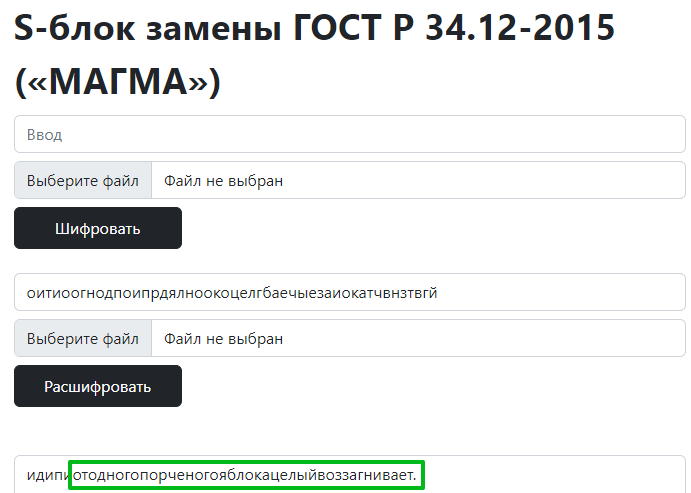 S-блок замены ГОСТ Р 34.12-2015
(«МАГМА»)
Ввод
Выберите файл Файл не выбран
Шифровать
оитиоогнодпоипрдялноокоцелгбаечыезаиокатчвнзтвгй
Выберите файл Файл не выбран
Расшифровать
идипиотодногопорченогояблокацелыйвоззагнивает.